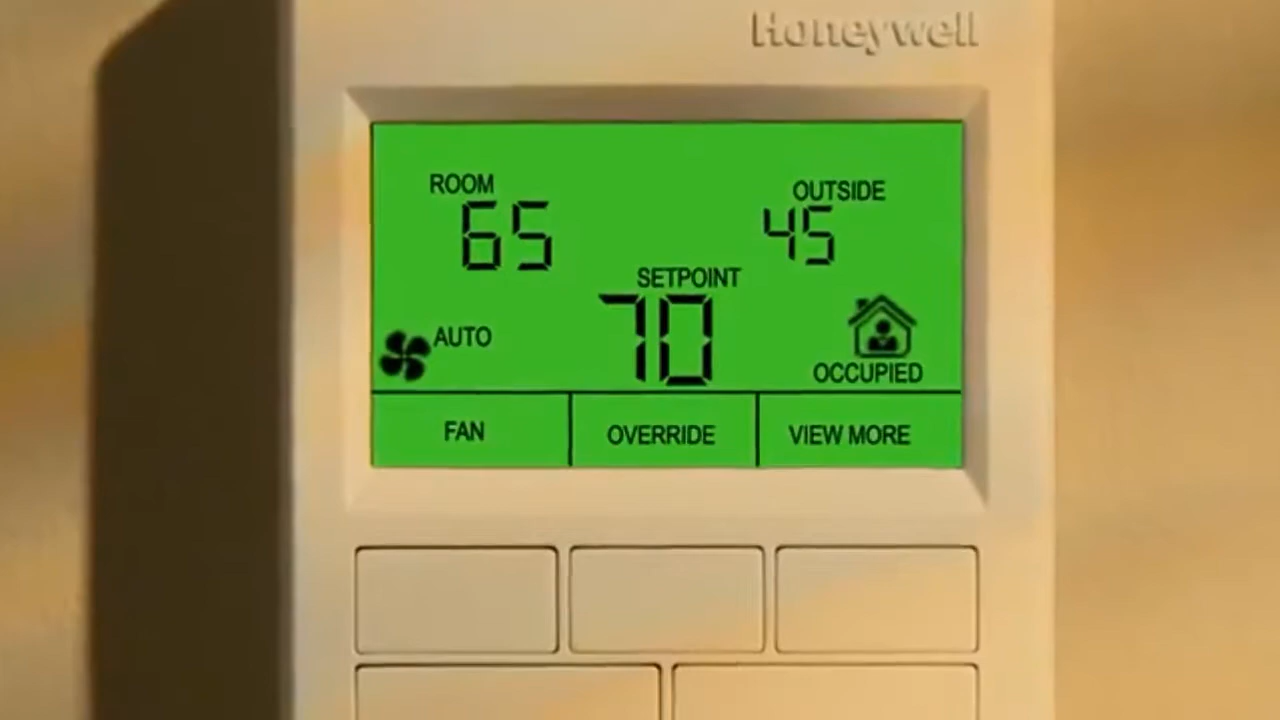 Honeywell
ROOM
65
OUTSIDE
45
SETPOINT
70
AUTO
OCCUPIED
FAN
OVERRIDE
VIEW MORE